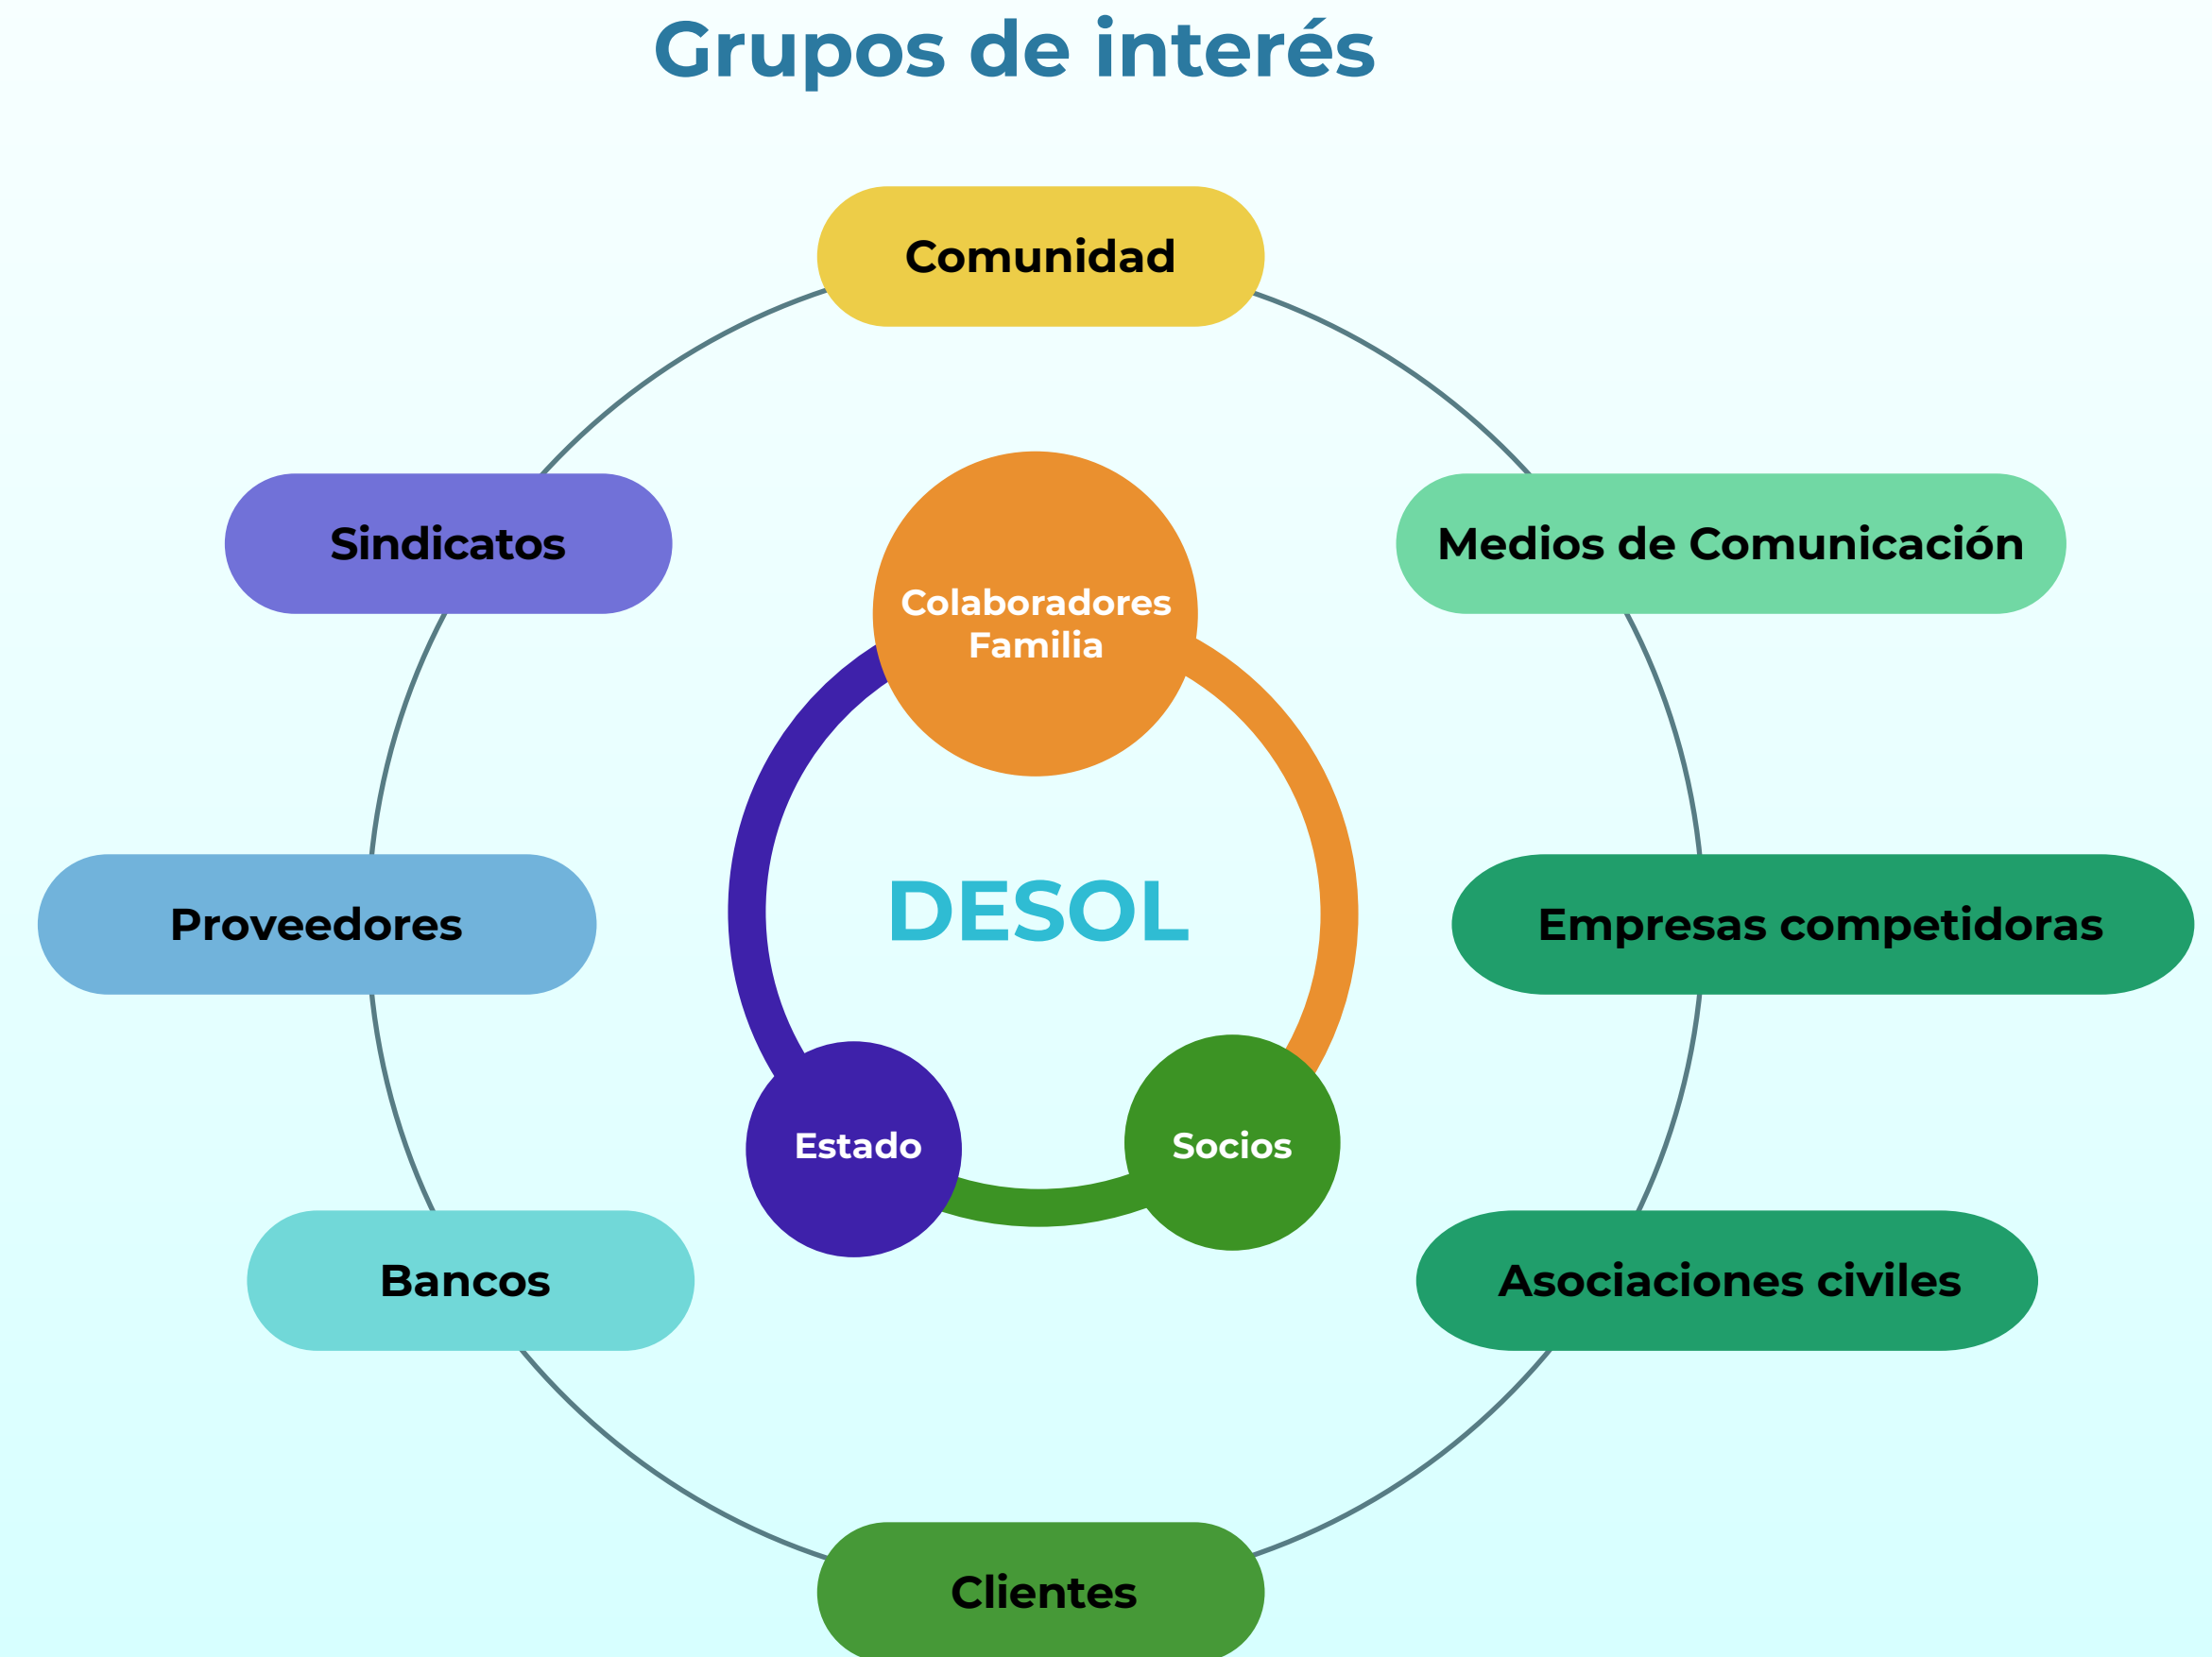 Grupos de interés
Comunidad
Sindicatos
Medios de Comunicación
Colaboradores
Familia
Proveedores
DESOL
Empresas competidoras
Estado
Socios
Bancos
Asociaciones civiles
Clientes